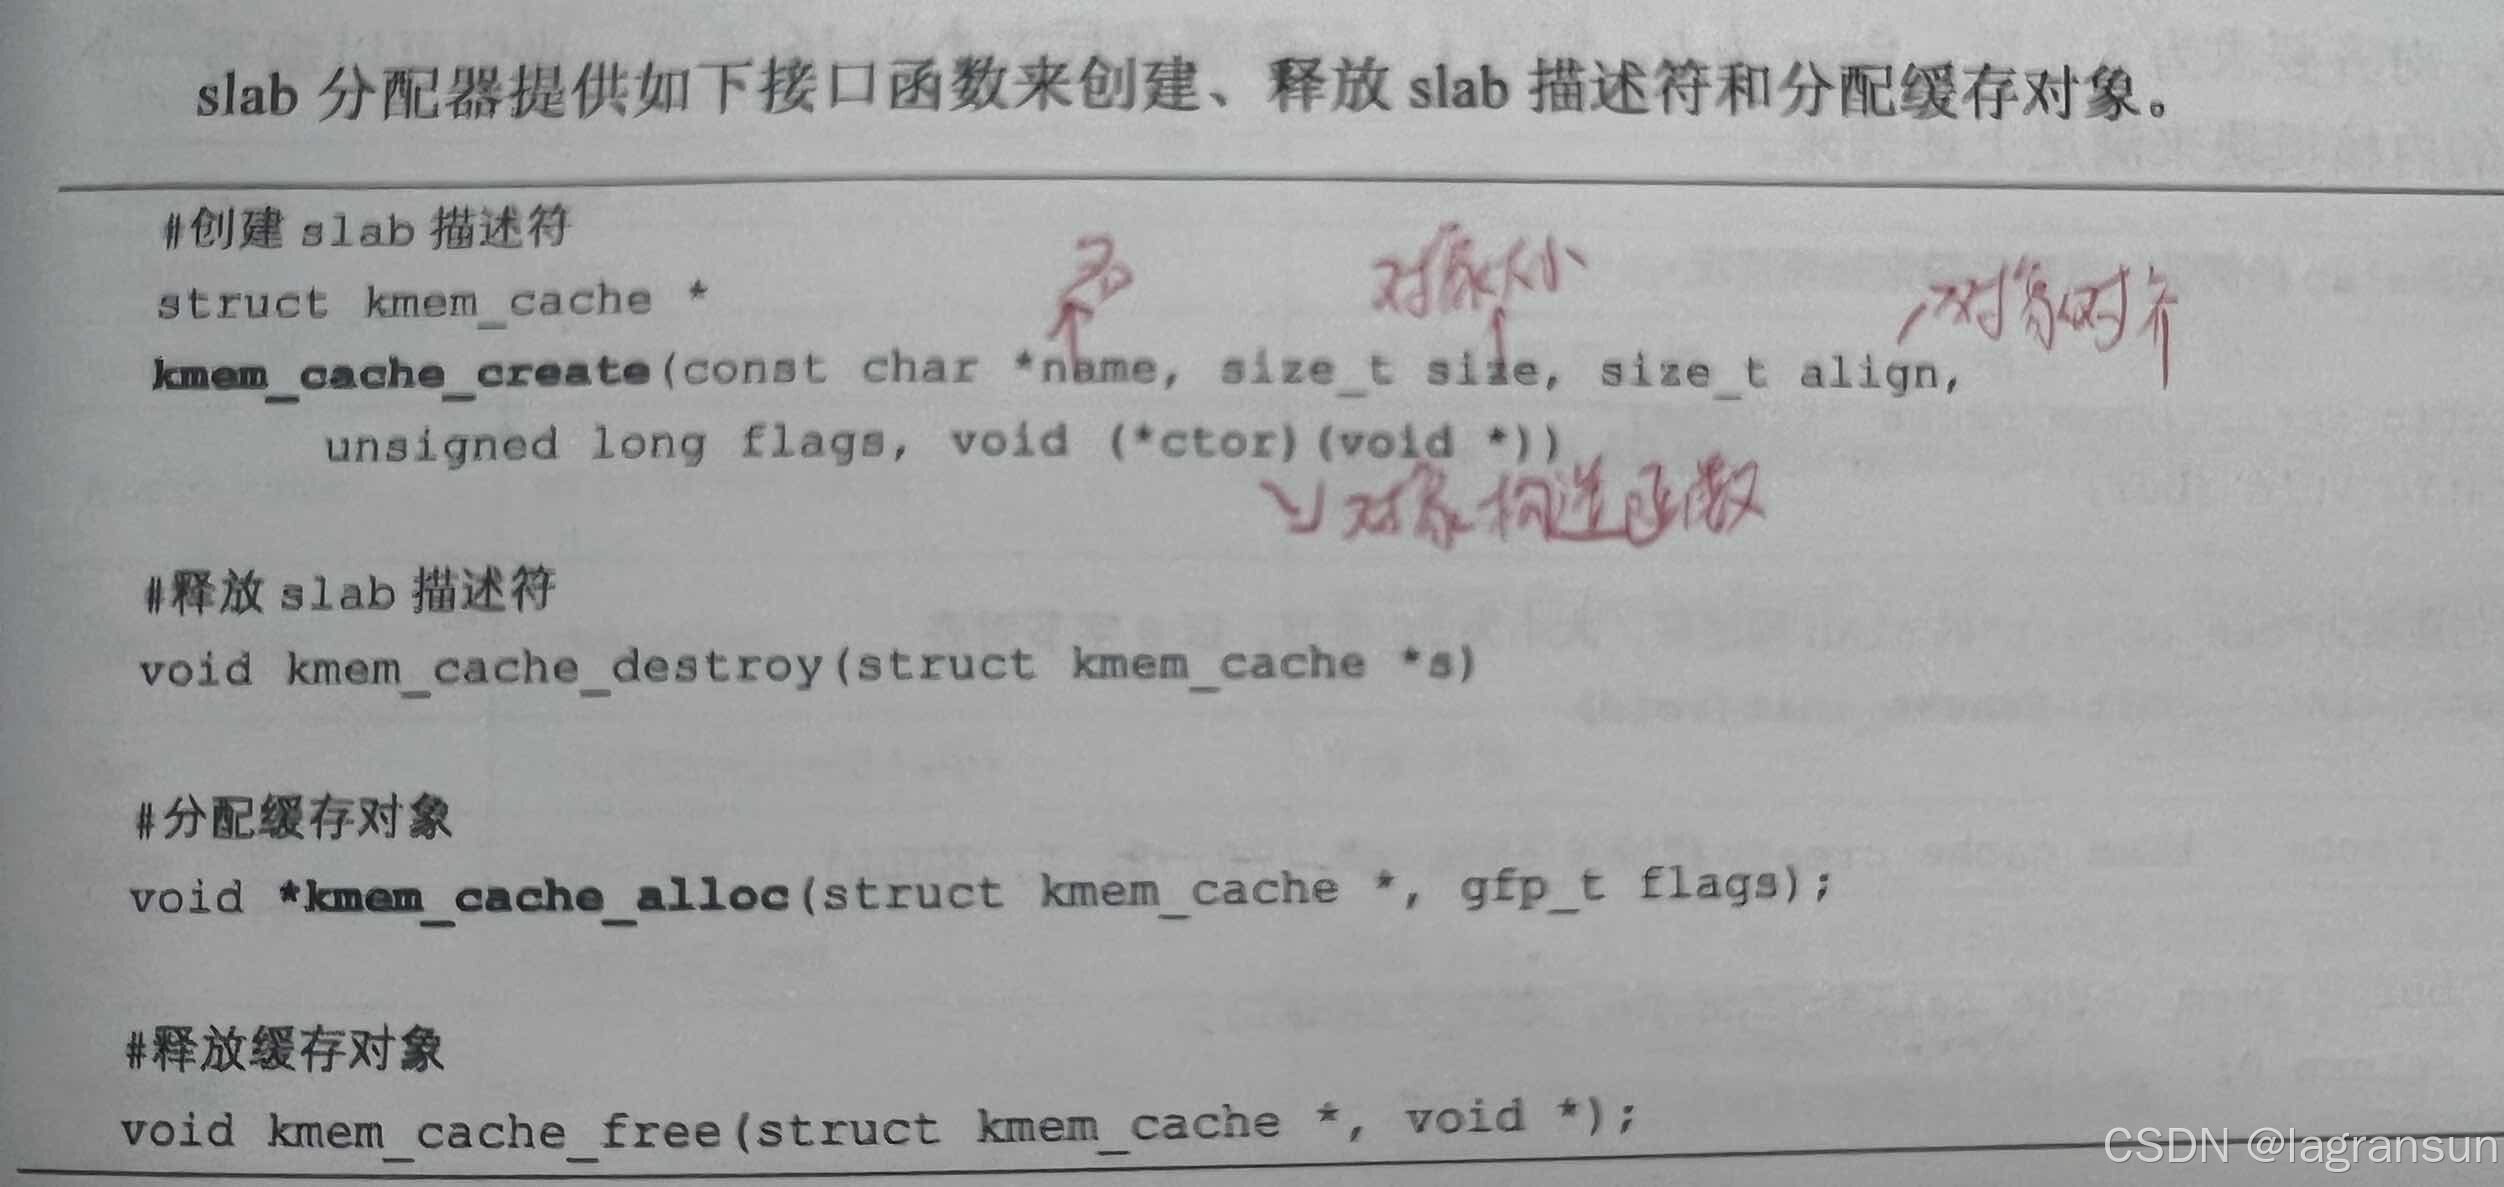 slab 分配器提供如下接口函数来创建、释放 slab 描述符和分配缓存对象。
#创建 slab 描述符
struct kmem_cache *
名
对象大小
对象对齐
kmem_cache_create(const char *name, size_t size, size_t align,
unsigned long flags, void (*ctor)(void *))
对象构造函数
#释放 slab 描述符
void kmem_cache_destroy(struct kmem_cache *s)
#分配缓存对象
void *kmem_cache_alloc(struct kmem_cache *, gfp_t flags);
#释放缓存对象
void kmem_cache_free(struct kmem_cache *, void *);
CSDN @lagransun